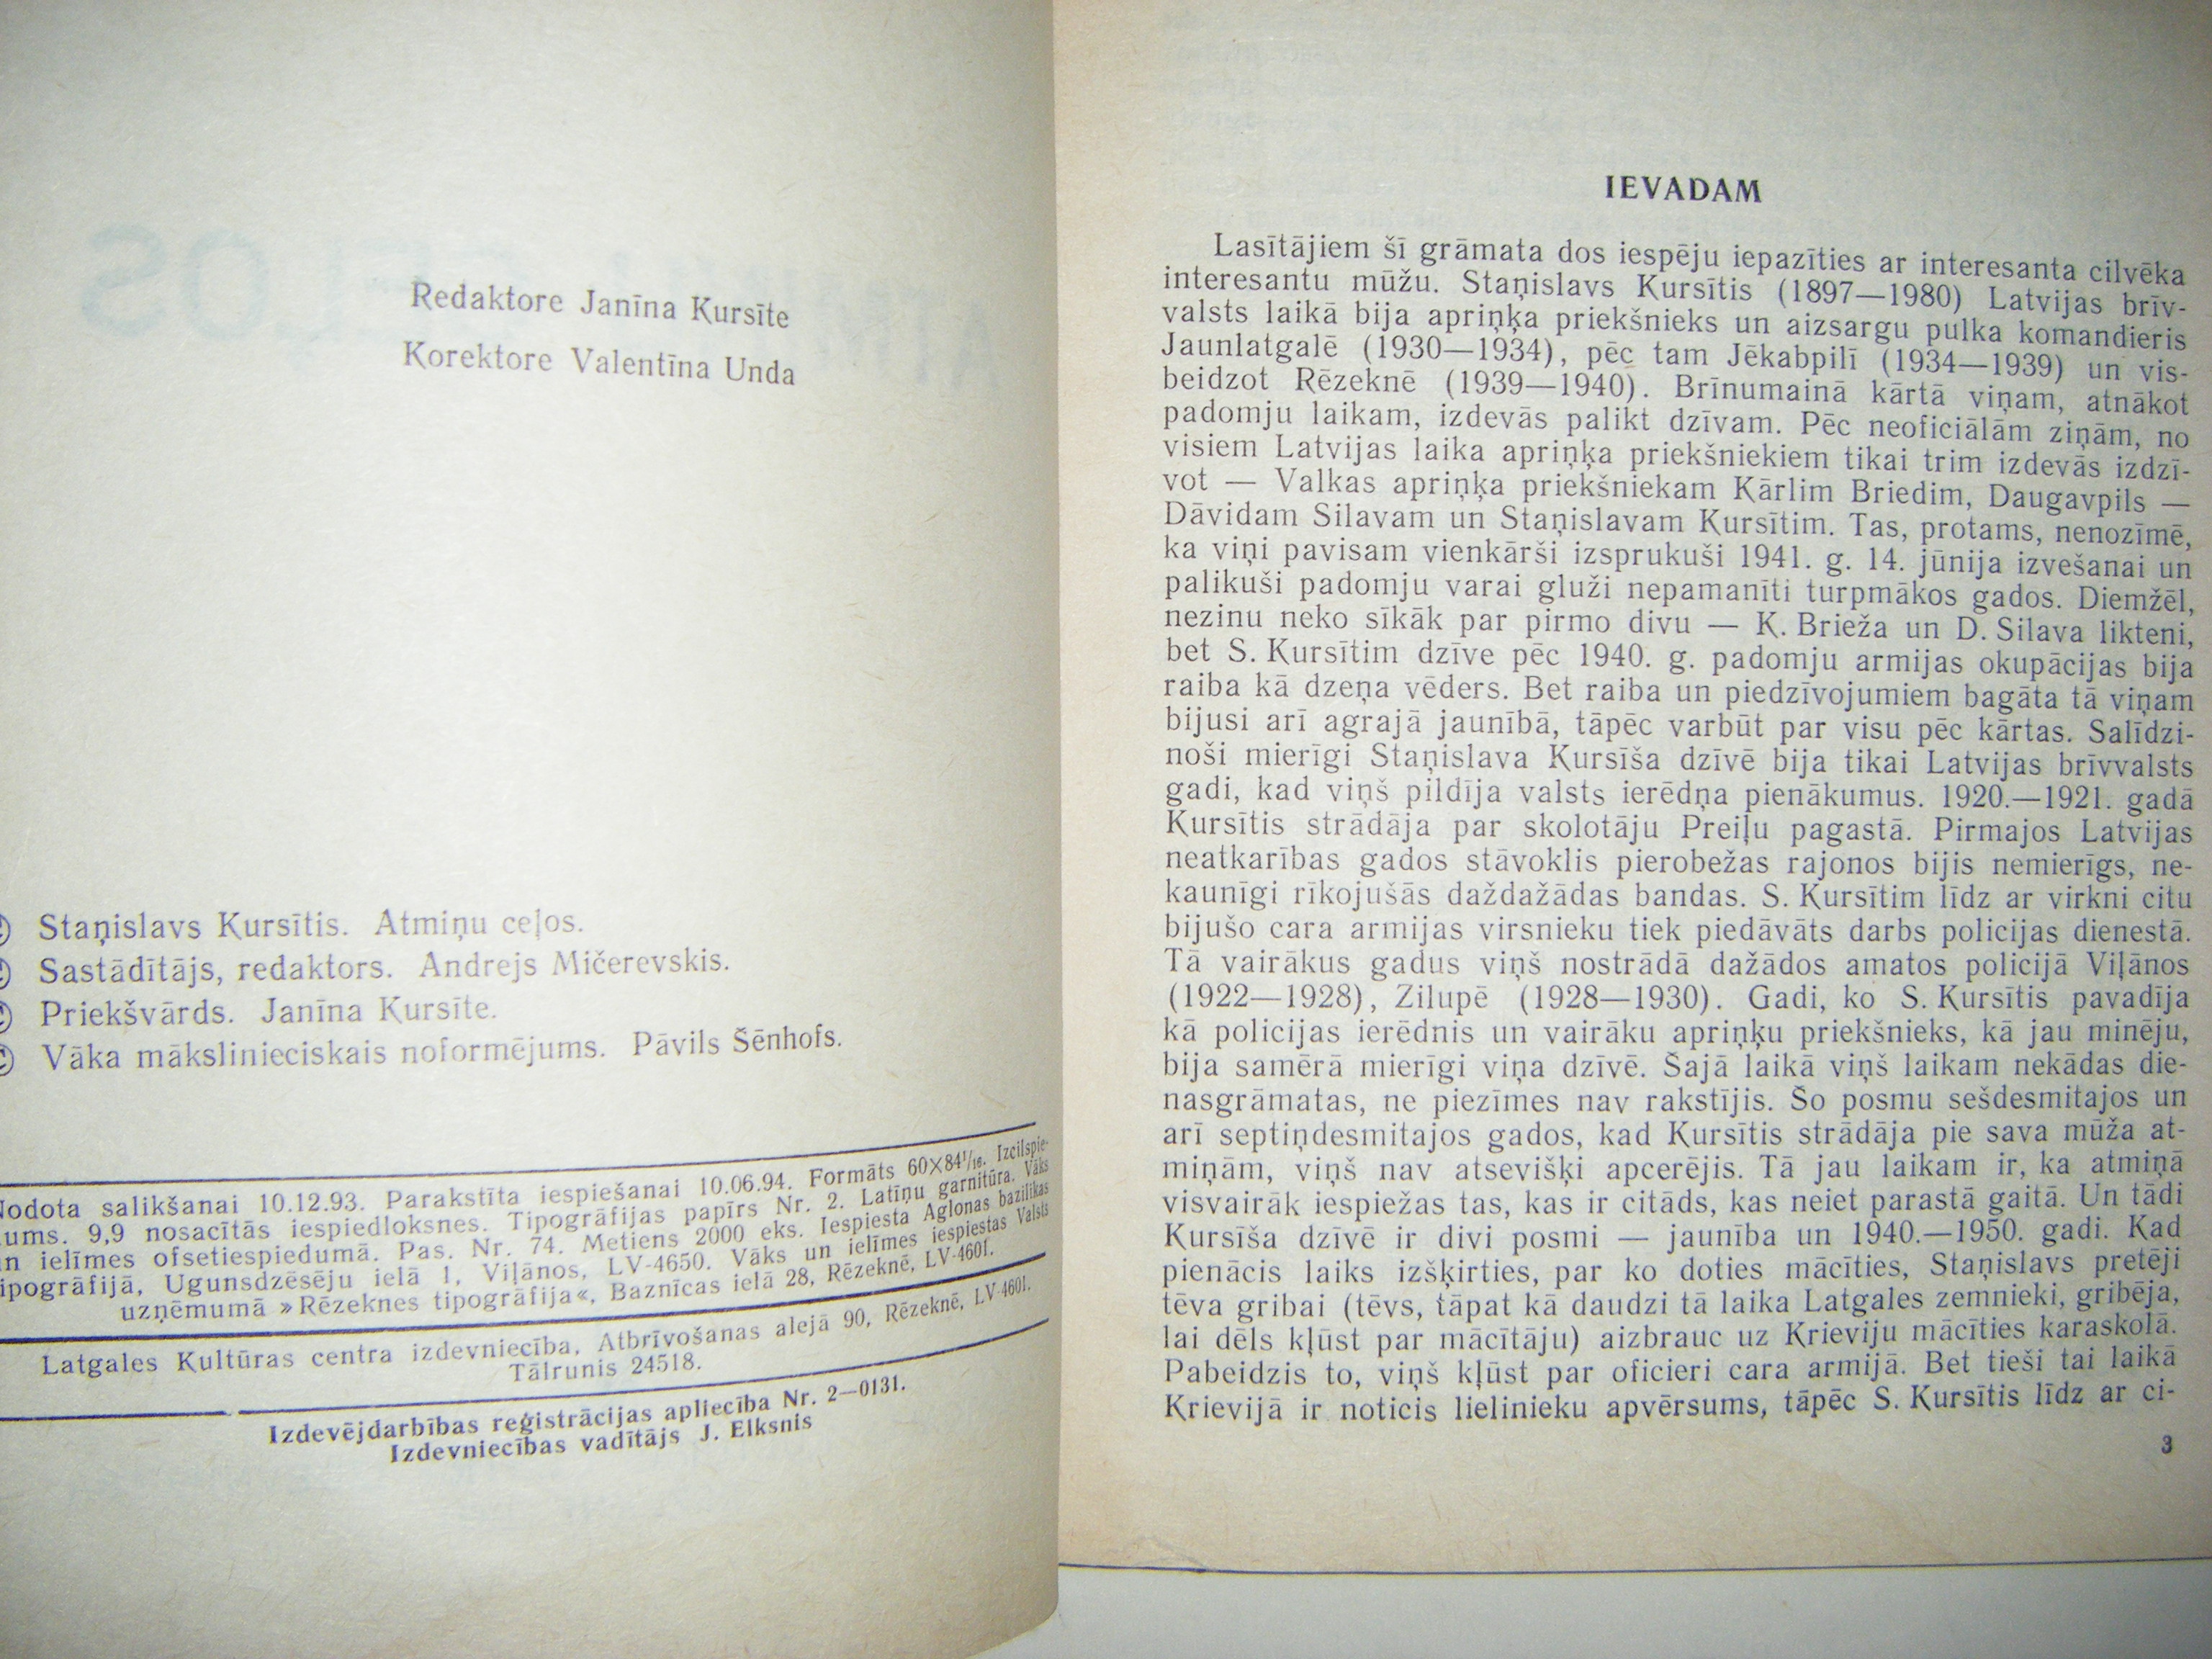 Redaktore Janīna Kursīte
Korektore Valentīna Unda
Staņislavs Kursītis. Atmiņu ceļos.
Sastādītājs, redaktors. Andrejs Mičerevskis.
Priekšvārds. Janīna Kursīte.
© Vāka mākslinieciskais noformējums. Pāvils Šēnhofs.
Nodota salikšanai 10.12.93. Parakstīta iespiešanai 10.06.94. Formāts 60×84¹/₁₆. Izcilspie-
dums. 9,9 nosacītās iespiedloksnes. Tipogrāfijas papīrs Nr. 2. Latīņu garnitūra. Vāks
un ielīmes ofsetiespiedumā. Pas. Nr. 74. Metiens 2000 eks. Iespiesta Aglonas bazilikas
tipogrāfijā, Ugunsdzēsēju ielā 1, Viļānos, LV-4650. Vāks un ielīmes iespiestas Valsts
uzņēmumā »Rēzeknes tipogrāfija«, Baznīcas ielā 28, Rēzeknē, LV-4601.
Latgales Kultūras centra izdevniecība, Atbrīvošanas alejā 90, Rēzeknē, LV-4601.
Tālrunis 24518.
Izdevējdarbības reģistrācijas apliecība Nr. 2—0131.
Izdevniecības vadītājs J. Elksnis
IEVADAM
Lasītājiem šī grāmata dos iespēju iepazīties ar interesanta cilvēka
interesantu mūžu. Staņislavs Kursītis (1897—1980) Latvijas brīv-
valsts laikā bija apriņķa priekšnieks un aizsargu pulka komandieris
Jaunlatgalē (1930—1934), pēc tam Jēkabpilī (1934—1939) un vis-
beidzot Rēzeknē (1939—1940). Brīnumainā kārtā viņam, atnākot
padomju laikam, izdevās palikt dzīvam. Pēc neoficiālām ziņām, no
visiem Latvijas laika apriņķa priekšniekiem tikai trim izdevās izdzī-
vot — Valkas apriņķa priekšniekam Kārlim Briedim, Daugavpils —
Dāvidam Silavam un Staņislavam Kursītim. Tas, protams, nenozīmē,
ka viņi pavisam vienkārši izsprukuši 1941. g. 14. jūnija izvešanai un
palikuši padomju varai gluži nepamanīti turpmākos gados. Diemžēl,
nezinu neko sīkāk par pirmo divu — K. Brieža un D. Silava likteni,
bet S. Kursītim dzīve pēc 1940. g. padomju armijas okupācijas bija
raiba kā dzeņa vēders. Bet raiba un piedzīvojumiem bagāta tā viņam
bijusi arī agrajā jaunībā, tāpēc varbūt par visu pēc kārtas. Salīdzi-
noši mierīgi Staņislava Kursīša dzīvē bija tikai Latvijas brīvvalsts
gadi, kad viņš pildīja valsts ierēdņa pienākumus. 1920.—1921. gadā
Kursītis strādāja par skolotāju Preiļu pagastā. Pirmajos Latvijas
neatkarības gados stāvoklis pierobežas rajonos bijis nemierīgs, ne-
kaunīgi rīkojušās daždažādas bandas. S. Kursītim līdz ar virkni citu
bijušo cara armijas virsnieku tiek piedāvāts darbs policijas dienestā.
Tā vairākus gadus viņš nostrādā dažādos amatos policijā Viļānos
(1922—1928), Zilupē (1928—1930). Gadi, ko S. Kursītis pavadīja
kā policijas ierēdnis un vairāku apriņķu priekšnieks, kā jau minēju,
bija samērā mierīgi viņa dzīvē. Šajā laikā viņš laikam nekādas die-
nasgrāmatas, ne piezīmes nav rakstījis. Šo posmu sešdesmitajos un
arī septiņdesmitajos gados, kad Kursītis strādāja pie sava mūža at-
miņām, viņš nav atsevišķi apcerējis. Tā jau laikam ir, ka atmiņā
visvairāk iespiežas tas, kas ir citāds, kas neiet parastā gaitā. Un tādi
Kursīša dzīvē ir divi posmi — jaunība un 1940.—1950. gadi. Kad
pienācis laiks izšķirties, par ko doties mācīties, Staņislavs pretēji
tēva gribai (tēvs, tāpat kā daudzi tā laika Latgales zemnieki, gribēja,
lai dēls kļūst par mācītāju) aizbrauc uz Krieviju mācīties karaskolā.
Pabeidzis to, viņš kļūst par oficieri cara armijā. Bet tieši tai laikā
Krievijā ir noticis lielinieku apvērsums, tāpēc S. Kursītis līdz ar ci-
3